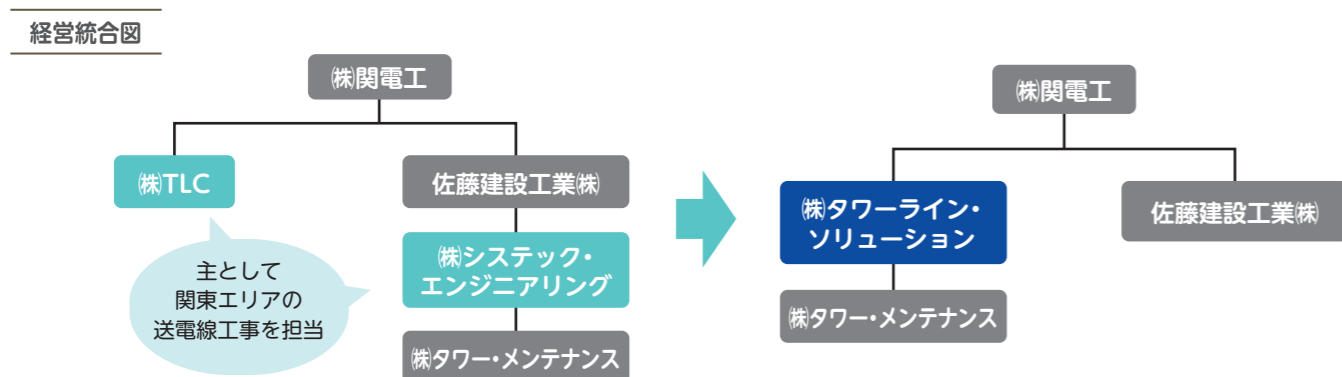 経営統合図
㈱関電工
㈱TLC
佐藤建設工業㈱
㈱システック・
エンジニアリング
㈱タワー・メンテナンス
主として
関東エリアの
送電線工事を担当
㈱関電工
㈱タワーライン・
ソリューション
佐藤建設工業㈱
㈱タワー・メンテナンス